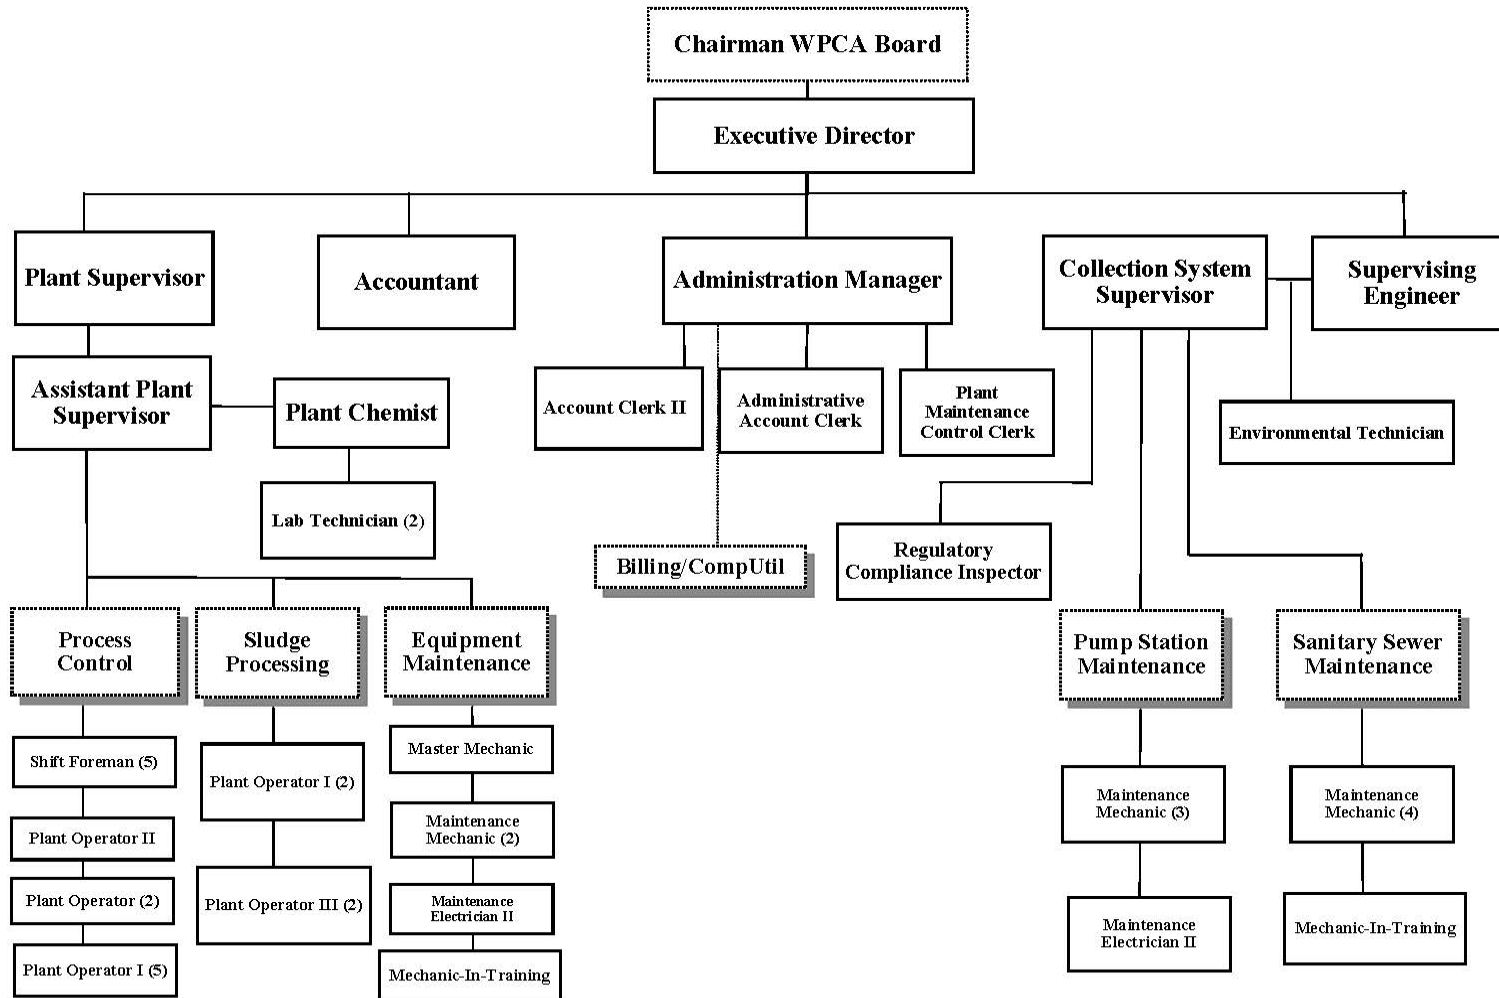 Chairman WPCA Board
Executive Director
Plant Supervisor
Accountant
Administration Manager
Collection System
Supervisor
Supervising
Engineer
Assistant Plant
Supervisor
Plant Chemist
Account Clerk II
Administrative
Account Clerk
Plant
Maintenance
Control Clerk
Environmental Technician
Lab Technician (2)
Billing/CompUtil
Regulatory
Compliance Inspector
Process
Control
Sludge
Processing
Equipment
Maintenance
Pump Station
Maintenance
Sanitary Sewer
Maintenance
Shift Foreman (5)
Plant Operator II
Plant Operator (2)
Plant Operator I (5)
Plant Operator I (2)
Plant Operator III (2)
Master Mechanic
Maintenance
Mechanic (2)
Maintenance
Electrician II
Mechanic-In-Training
Maintenance
Mechanic (3)
Maintenance
Electrician II
Maintenance
Mechanic (4)
Mechanic-In-Training